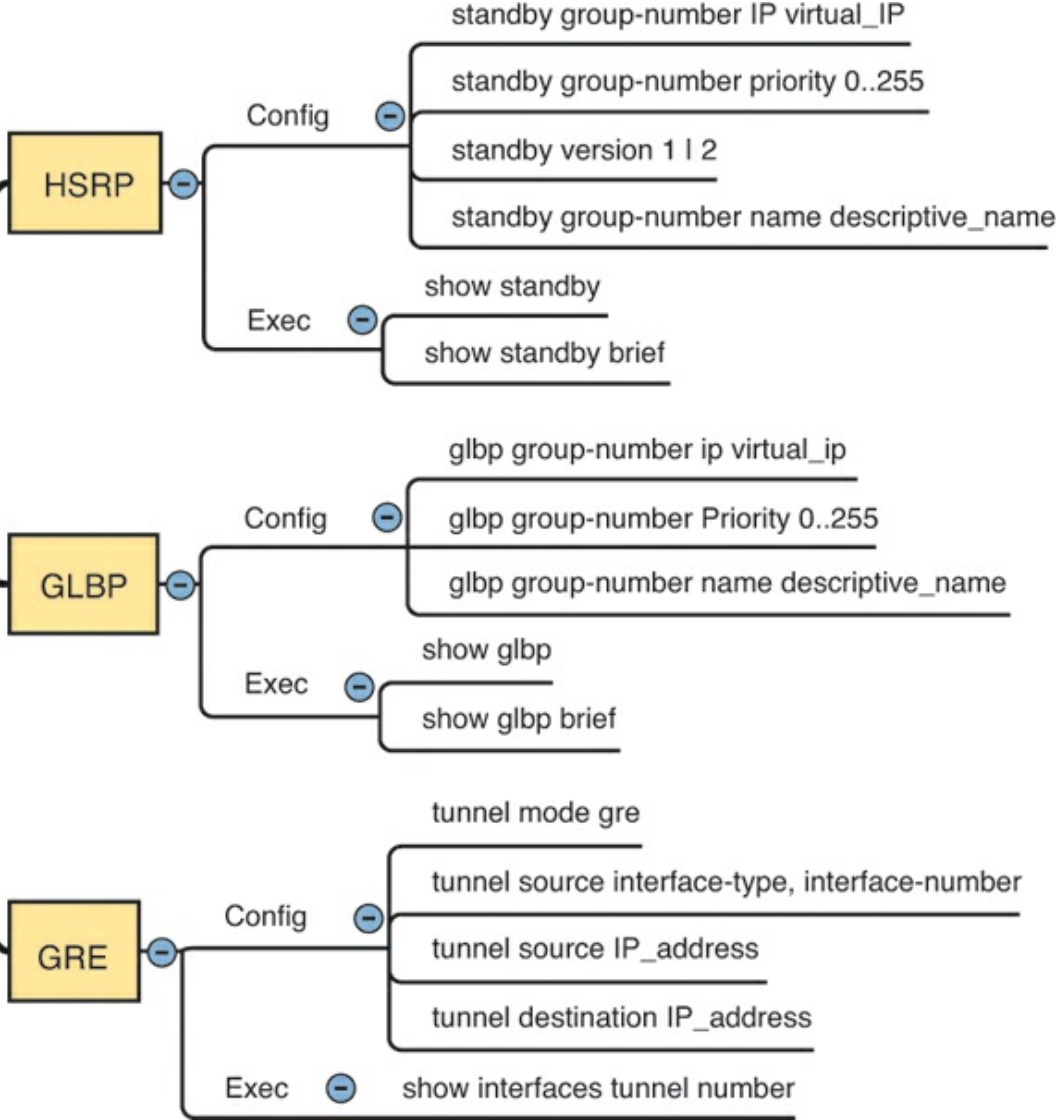 HSRP
Config
standby group-number IP virtual_IP
standby group-number priority 0..255
standby version 1 | 2
standby group-number name descriptive_name
Exec
show standby
show standby brief
GLBP
Config
glbp group-number ip virtual_ip
glbp group-number Priority 0..255
glbp group-number name descriptive_name
Exec
show glbp
show glbp brief
GRE
Config
tunnel mode gre
tunnel source interface-type, interface-number
tunnel source IP_address
tunnel destination IP_address
Exec
show interfaces tunnel number